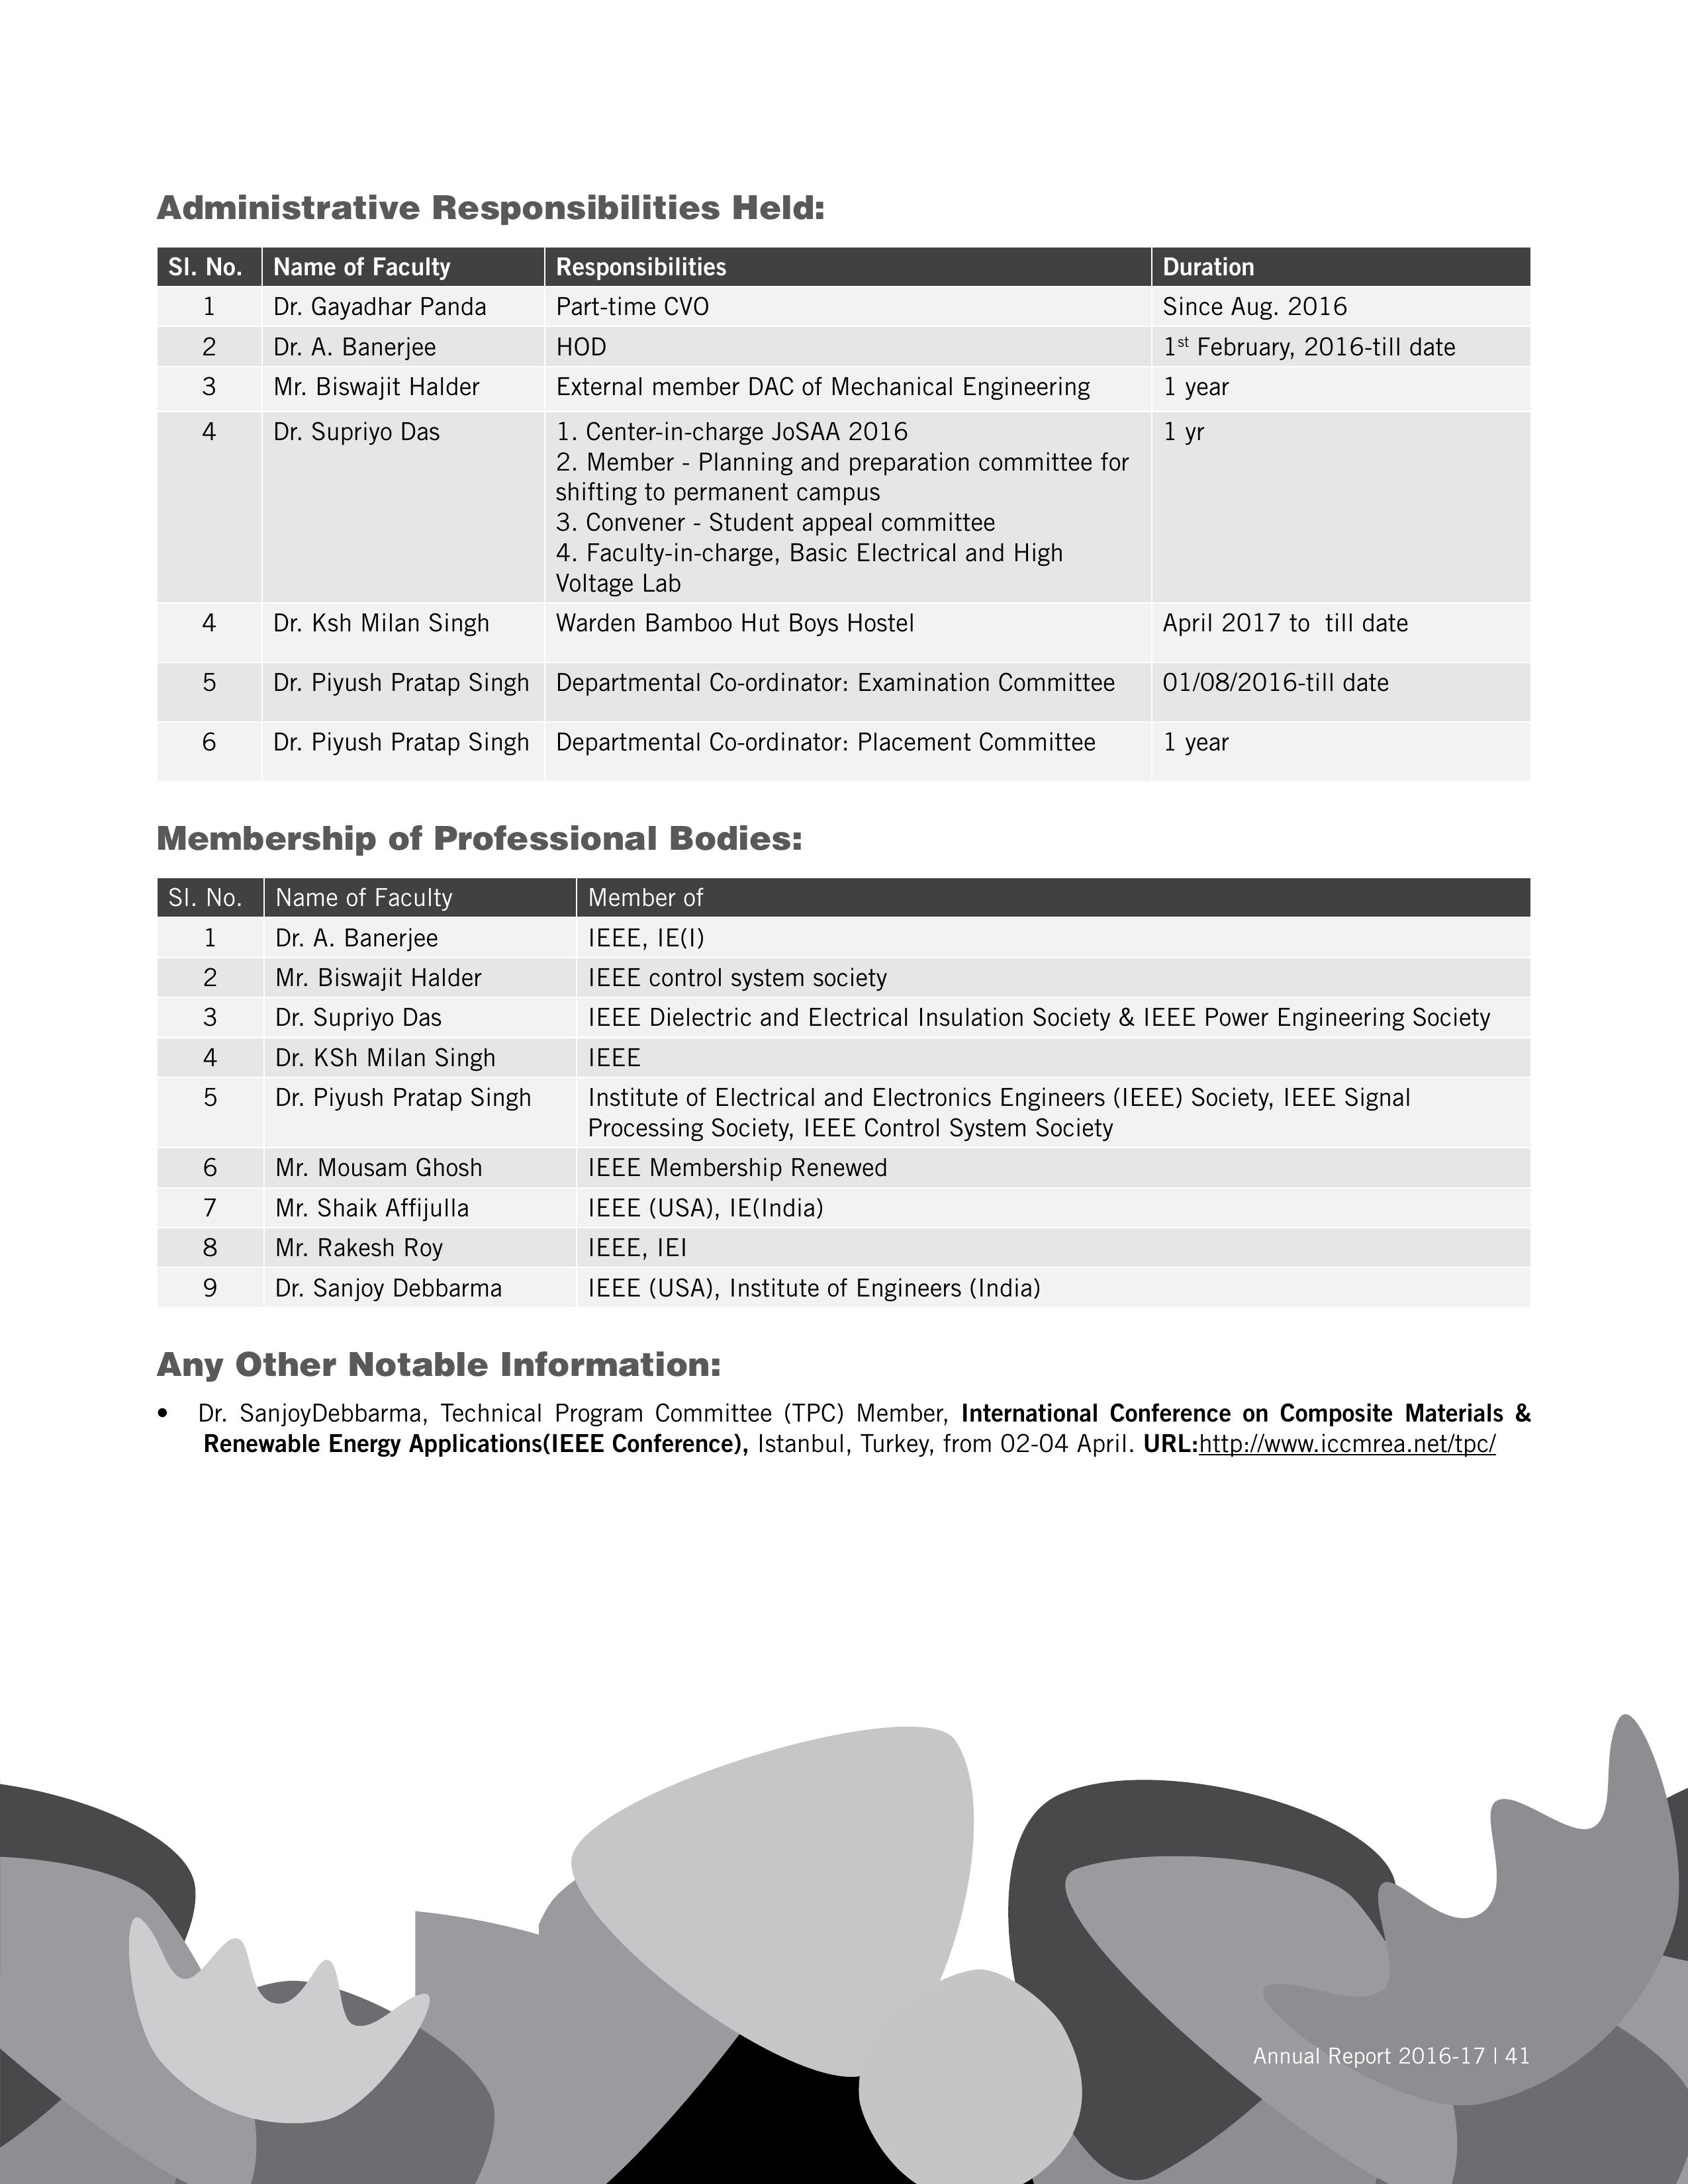 Administrative Responsibilities Held:
Sl. No. Name of Faculty Responsibilities Duration
1 Dr. Gayadhar Panda Part-time CVO Since Aug. 2016
2 Dr. A. Banerjee HOD 1st February, 2016-till date
3 Mr. Biswajit Halder External member DAC of Mechanical Engineering 1 year
4 Dr. Supriyo Das 1. Center-in-charge JoSAA 2016 1 yr
2. Member - Planning and preparation committee for
shifting to permanent campus
3. Convener - Student appeal committee
4. Faculty-in-charge, Basic Electrical and High
Voltage Lab
4 Dr. Ksh Milan Singh Warden Bamboo Hut Boys Hostel April 2017 to till date
5 Dr. Piyush Pratap Singh Departmental Co-ordinator: Examination Committee 01/08/2016-till date
6 Dr. Piyush Pratap Singh Departmental Co-ordinator: Placement Committee 1 year
Membership of Professional Bodies:
Sl. No. Name of Faculty Member of
1 Dr. A. Banerjee IEEE, IE(I)
2 Mr. Biswajit Halder IEEE control system society
3 Dr. Supriyo Das IEEE Dielectric and Electrical Insulation Society & IEEE Power Engineering Society
4 Dr. KSh Milan Singh IEEE
5 Dr. Piyush Pratap Singh Institute of Electrical and Electronics Engineers (IEEE) Society, IEEE Signal
Processing Society, IEEE Control System Society
6 Mr. Mousam Ghosh IEEE Membership Renewed
7 Mr. Shaik Affijulla IEEE (USA), IE(India)
8 Mr. Rakesh Roy IEEE, IEI
9 Dr. Sanjoy Debbarma IEEE (USA), Institute of Engineers (India)
Any Other Notable Information:
• Dr. SanjoyDebbarma, Technical Program Committee (TPC) Member, International Conference on Composite Materials &
Renewable Energy Applications(IEEE Conference), Istanbul, Turkey, from 02-04 April. URL:http://www.iccmrea.net/tpc/
Annual Report 2016-17 | 41